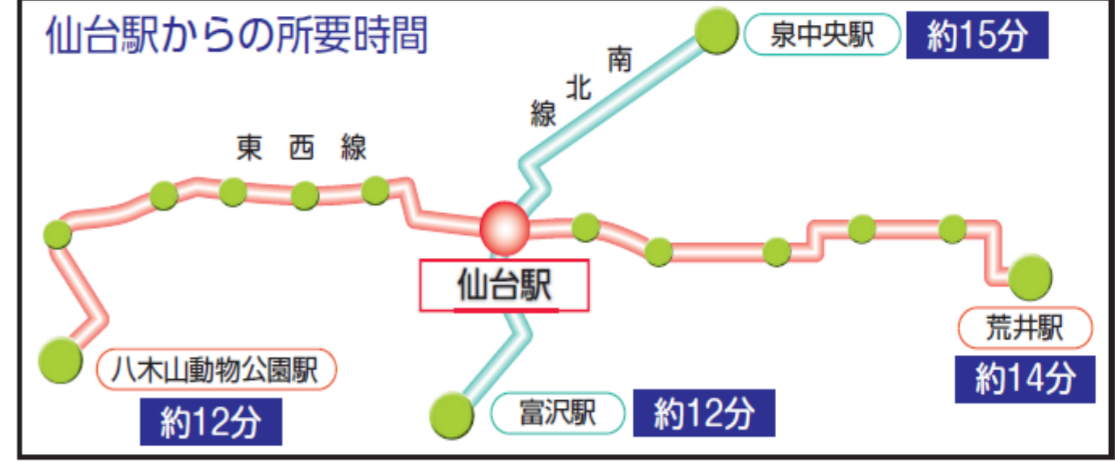 仙台駅からの所要時間
泉中央駅
約15分
南北線
東西線
仙台駅
荒井駅
約14分
八木山動物公園駅
約12分
富沢駅
約12分